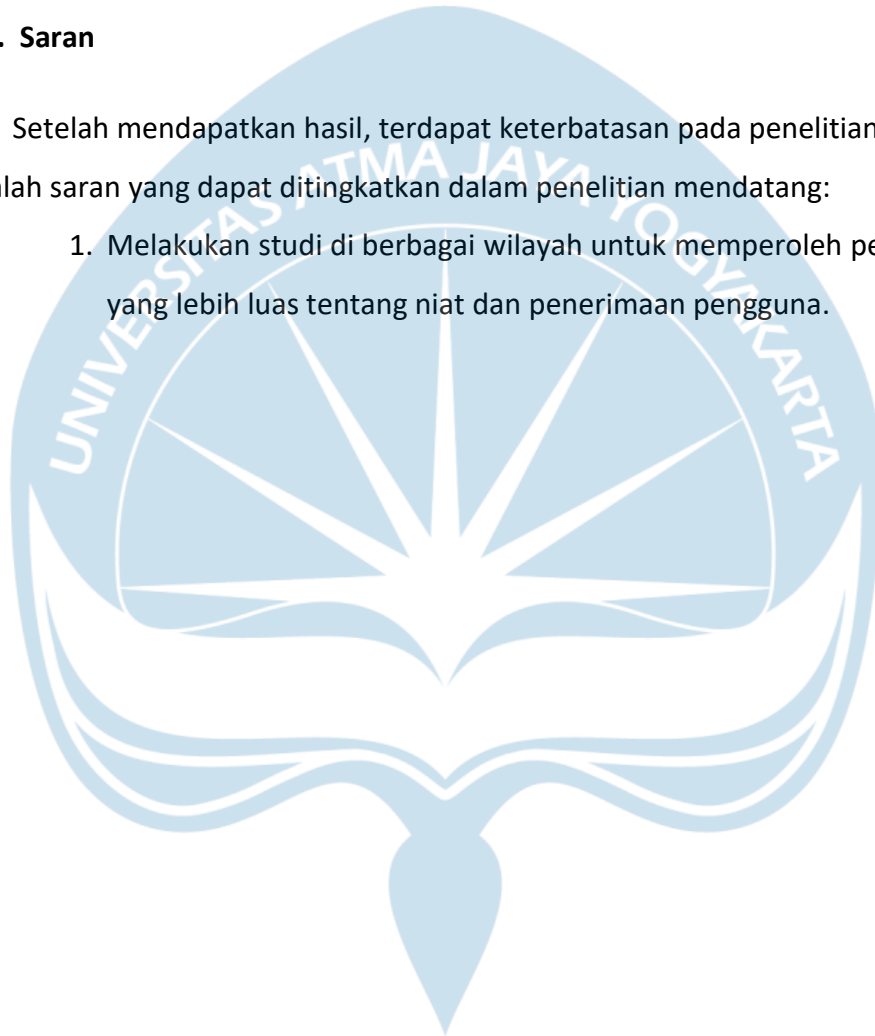 . Saran
Setelah mendapatkan hasil, terdapat keterbatasan pada penelitian
lah saran yang dapat ditingkatkan dalam penelitian mendatang:
1. Melakukan studi di berbagai wilayah untuk memperoleh pe
yang lebih luas tentang niat dan penerimaan pengguna.
UNIVERSITAS ATMA JAYA YOGYAKARTA